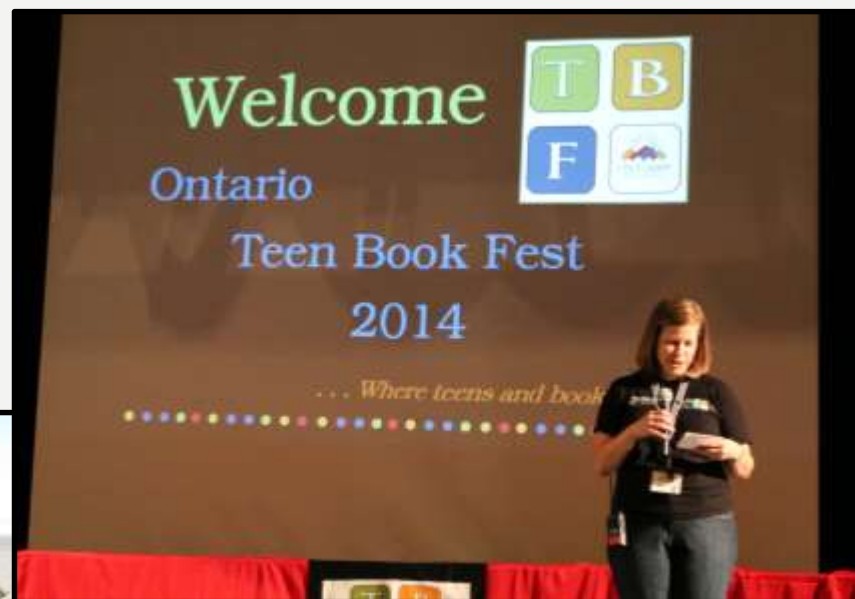 Welcome
T B
F
Ontario
Teen Book Fest
2014
. . . Where teens and book
T B